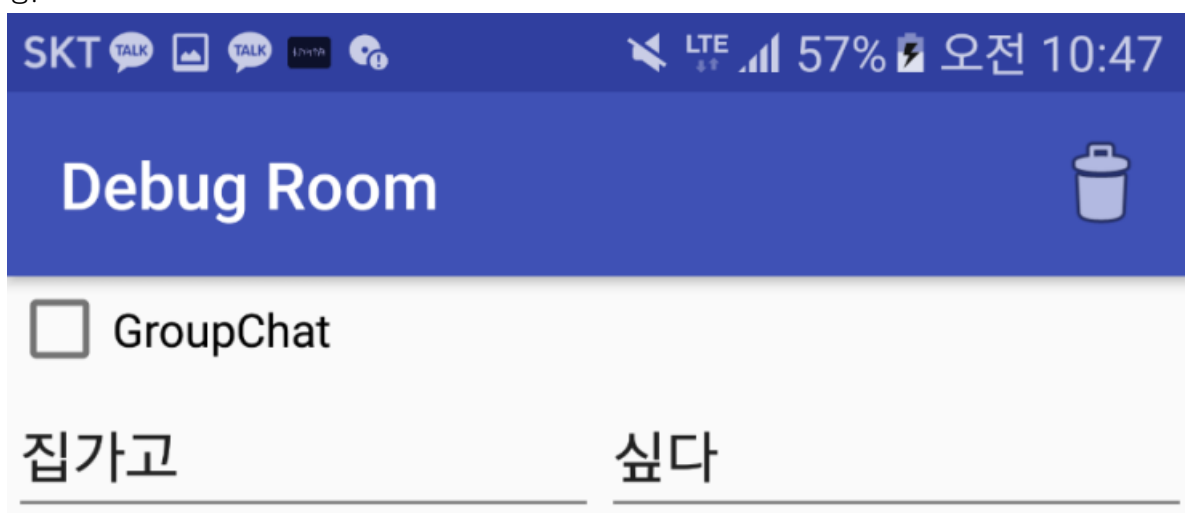 SKT TALK TALK LTE 57% 오전 10:47
Debug Room
GroupChat
집가고 싶다